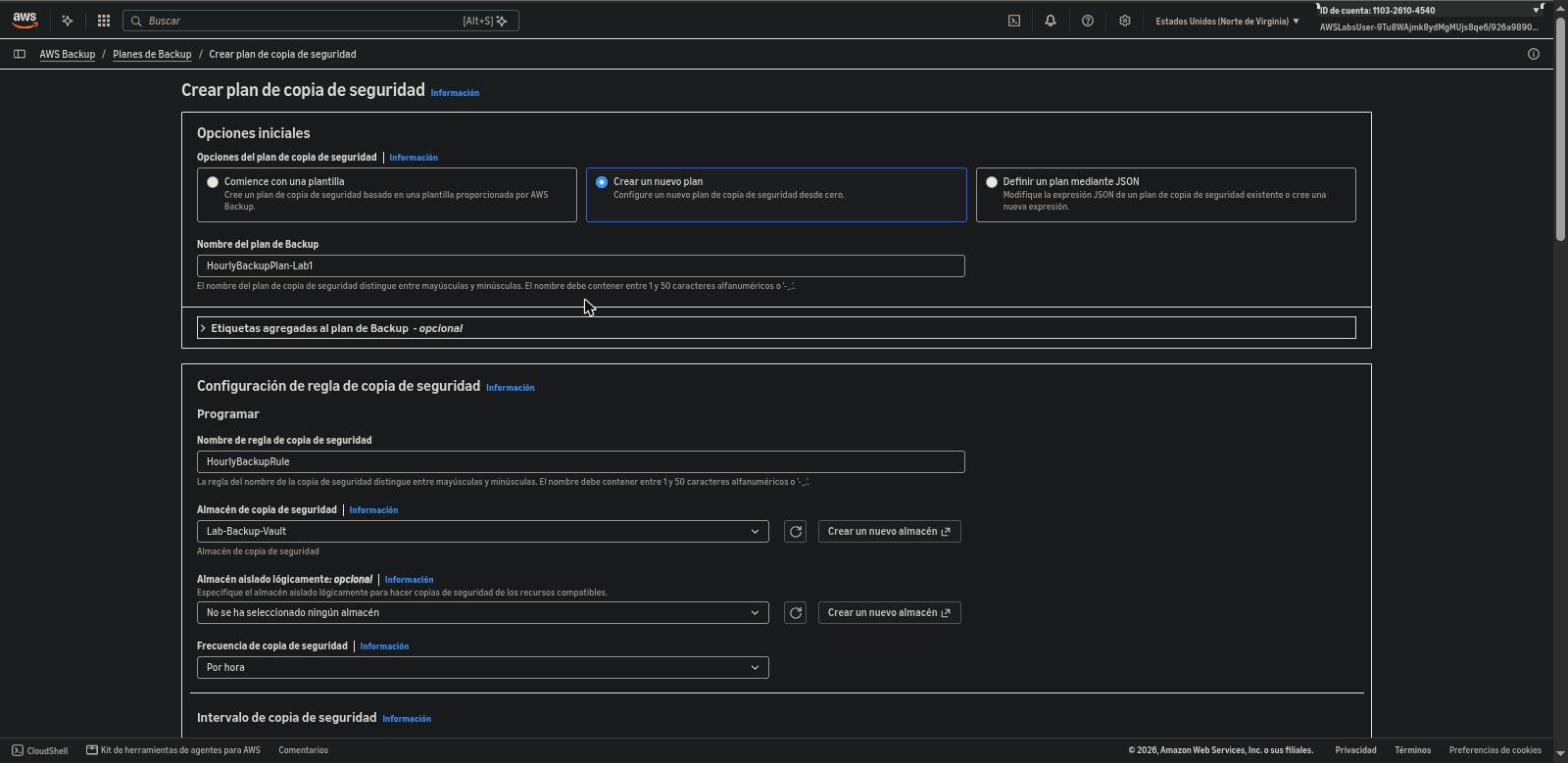 aws
Buscar [Alt+S]
Estados Unidos (Norte de Virginia)
ID de cuenta: 1103-2610-4540
AWSLabsUser-9Tu8WAjmk8ydMgMUjs8qe6/926a9890...
AWS Backup / Planes de Backup / Crear plan de copia de seguridad
Crear plan de copia de seguridad Información
Opciones iniciales
Opciones del plan de copia de seguridad | Información
Comience con una plantilla
Cree un plan de copia de seguridad basado en una plantilla proporcionada por AWS
Backup.
Crear un nuevo plan
Configure un nuevo plan de copia de seguridad desde cero.
Definir un plan mediante JSON
Modifique la expresión JSON de un plan de copia de seguridad existente o cree una
nueva expresión.
Nombre del plan de Backup
HourlyBackupPlan-Lab1
El nombre del plan de copia de seguridad distingue entre mayúsculas y minúsculas. El nombre debe contener entre 1 y 50 caracteres alfanuméricos o '-_.'.
Etiquetas agregadas al plan de Backup - opcional
Configuración de regla de copia de seguridad Información
Programar
Nombre de regla de copia de seguridad
HourlyBackupRule
La regla del nombre de la copia de seguridad distingue entre mayúsculas y minúsculas. El nombre debe contener entre 1 y 50 caracteres alfanuméricos o '-_.'.
Almacén de copia de seguridad | Información
Lab-Backup-Vault
Crear un nuevo almacén
Almacén de copia de seguridad
Almacén aislado lógicamente: opcional | Información
Especifique el almacén aislado lógicamente para hacer copias de seguridad de los recursos compatibles.
No se ha seleccionado ningún almacén
Crear un nuevo almacén
Frecuencia de copia de seguridad | Información
Por hora
Intervalo de copia de seguridad Información
CloudShell Kit de herramientas de agentes para AWS Comentarios
© 2026, Amazon Web Services, Inc. o sus filiales. Privacidad Términos Preferencias de cookies